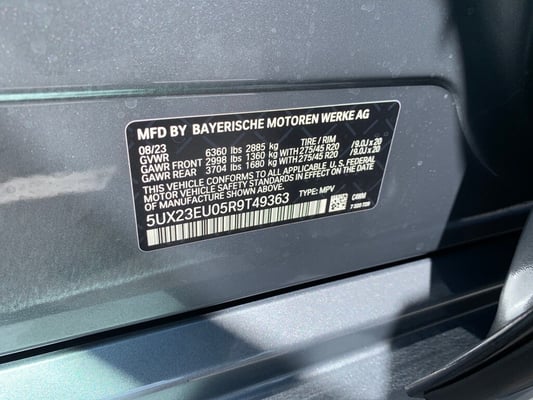 MFD BY BAYERISCHE MOTOREN WERKE AG
08/23 TIRE / RIM
GVWR 6360 lbs 2885 kg
GAWR FRONT 2998 lbs 1360 kg WITH 275/45 R20 /9.0J x 20
GAWR REAR 3704 lbs 1680 kg WITH 275/45 R20 /9.0J x 20
THIS VEHICLE CONFORMS TO ALL APPLICABLE U.S. FEDERAL
MOTOR VEHICLE SAFETY STANDARDS IN EFFECT ON THE
DATE OF MANUFACTURE SHOWN ABOVE.
5UX23EU05R9T49363 TYPE: MPV